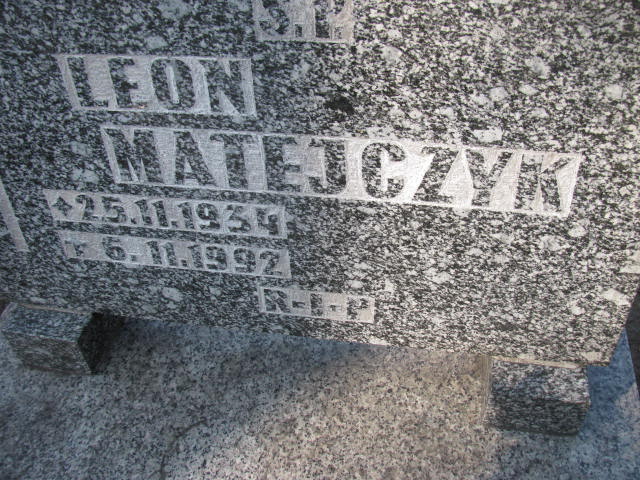 Ś.P.
LEON
MATEJCZYK
* 25.11.1934
+ 6.11.1992
R-I-P